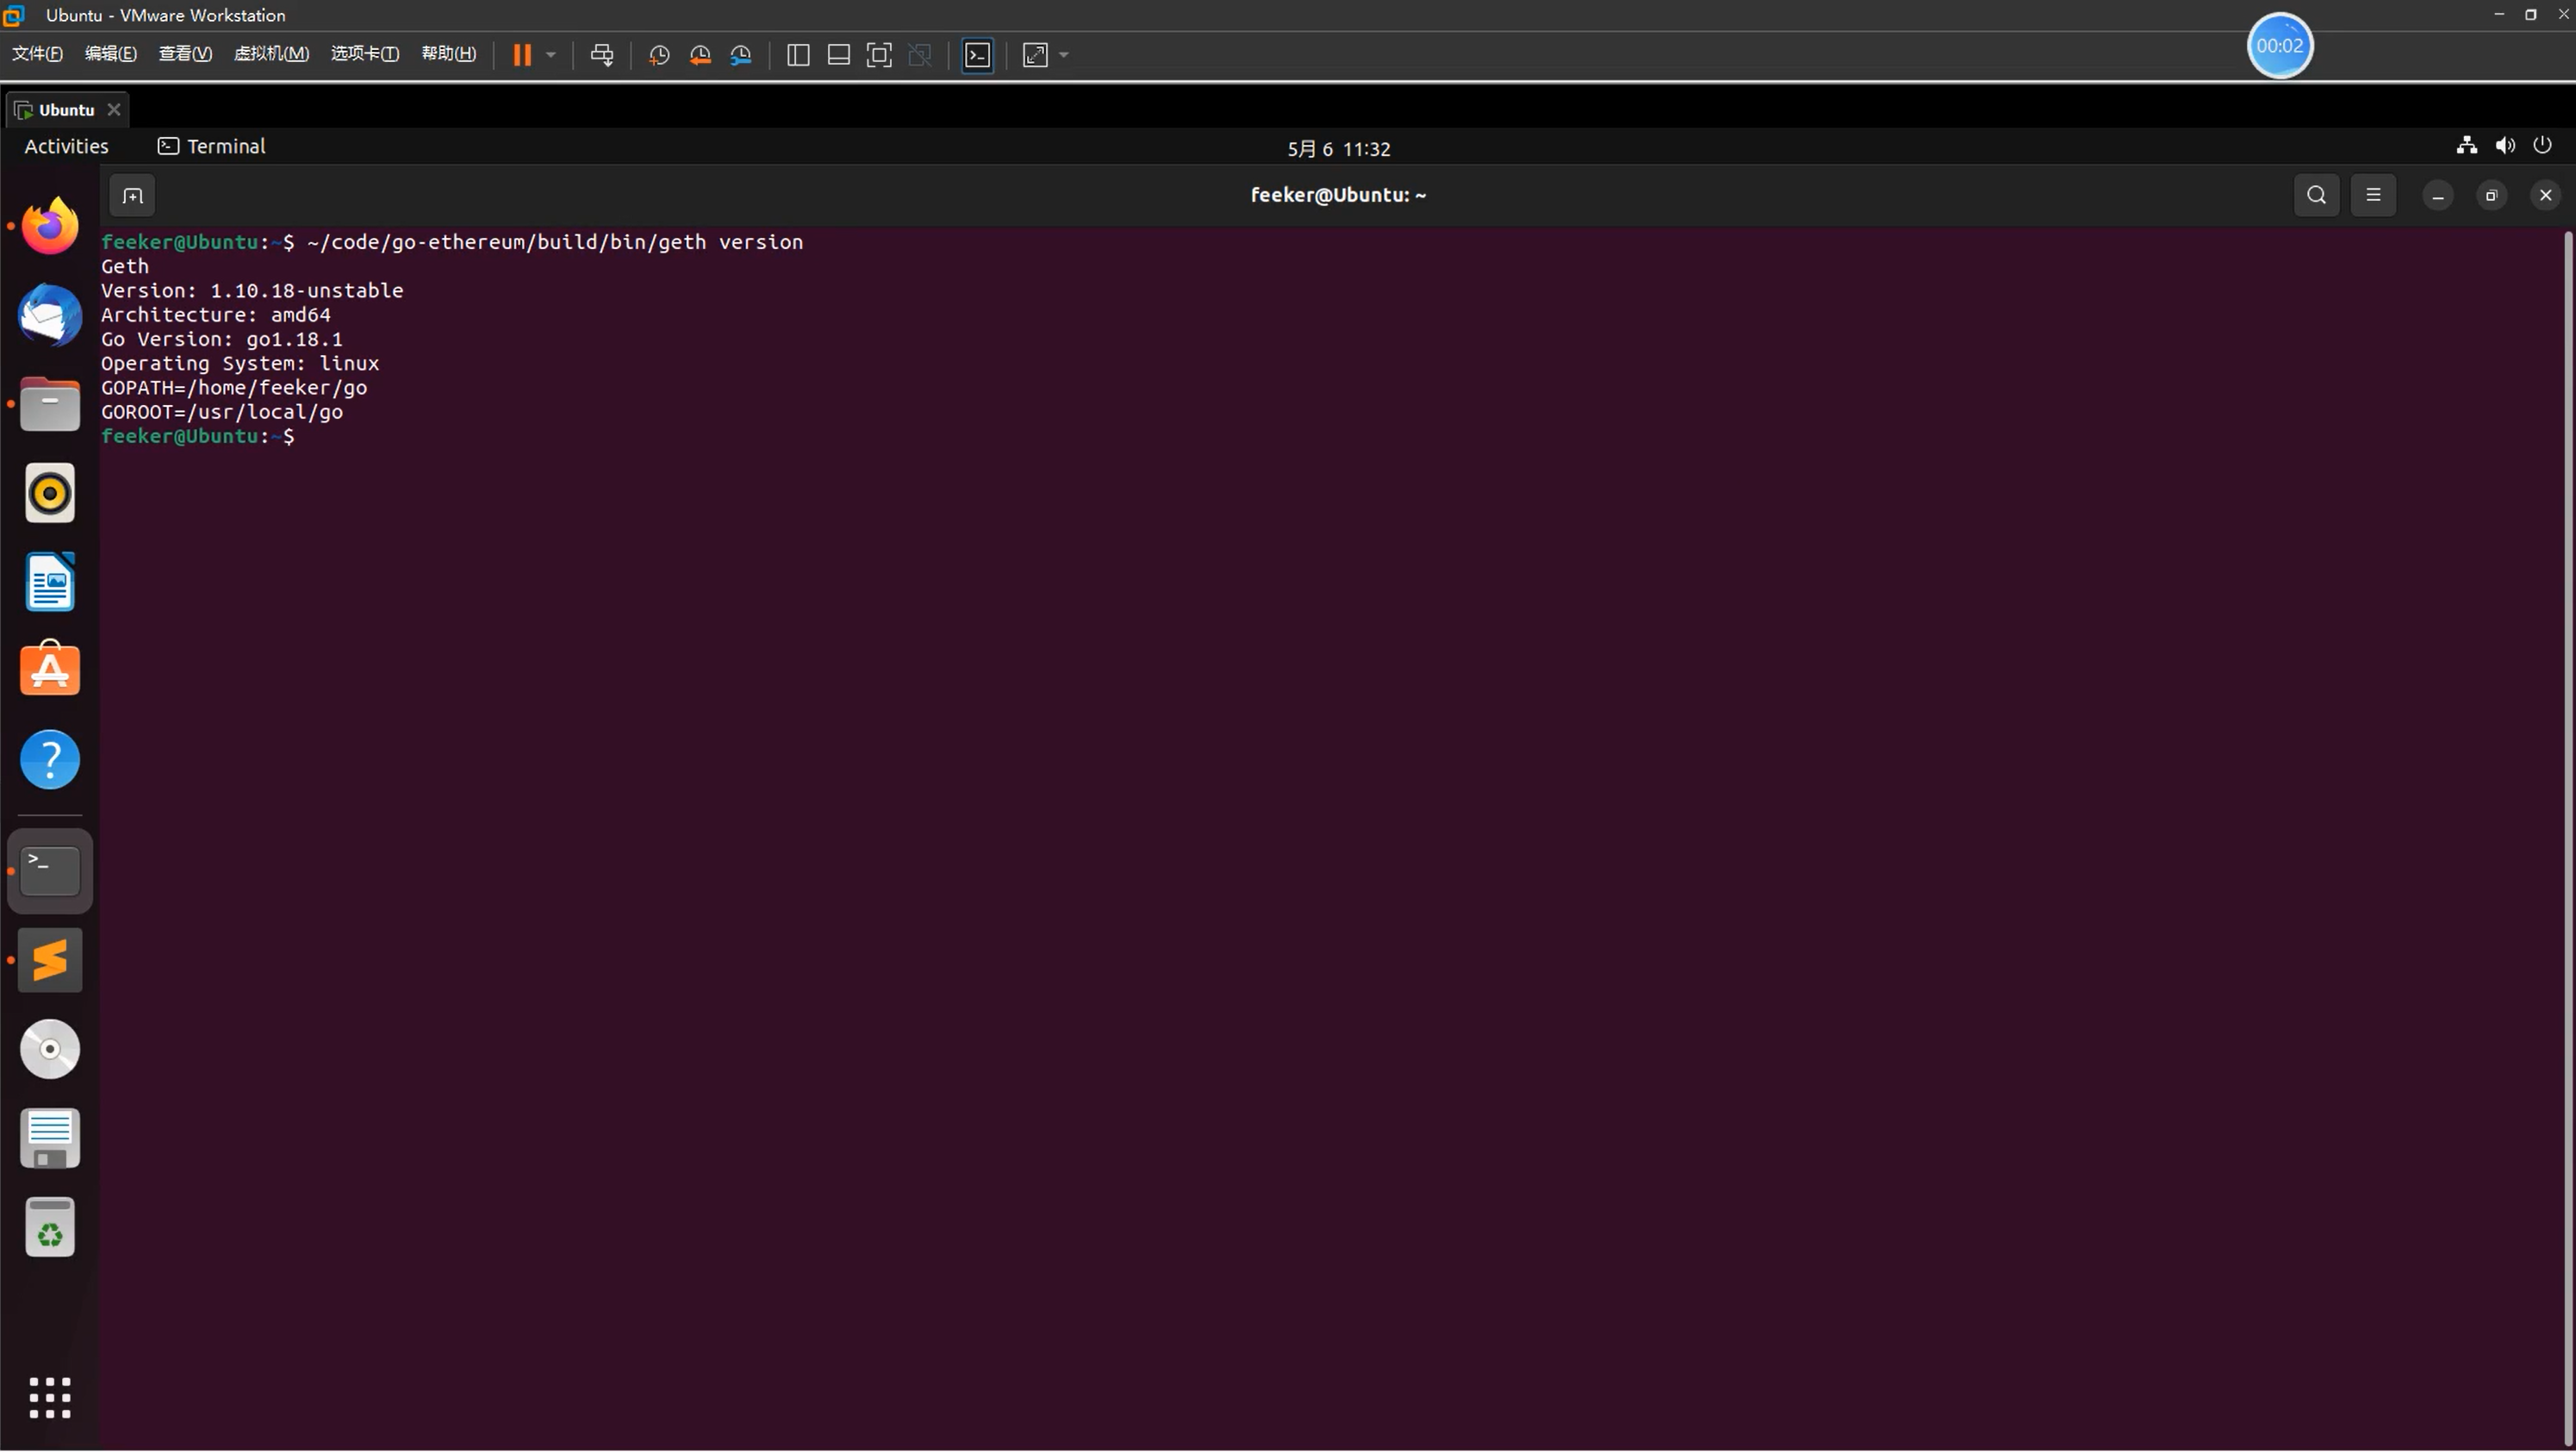 Ubuntu - VMware Workstation
文件(F) 编辑(E) 查看(V) 虚拟机(M) 选项卡(T) 帮助(H)
00:02
Ubuntu
Activities Terminal 5月 6 11:32
feeker@Ubuntu: ~
feeker@Ubuntu:~$ ~/code/go-ethereum/build/bin/geth version
Geth
Version: 1.10.18-unstable
Architecture: amd64
Go Version: go1.18.1
Operating System: linux
GOPATH=/home/feeker/go
GOROOT=/usr/local/go
feeker@Ubuntu:~$